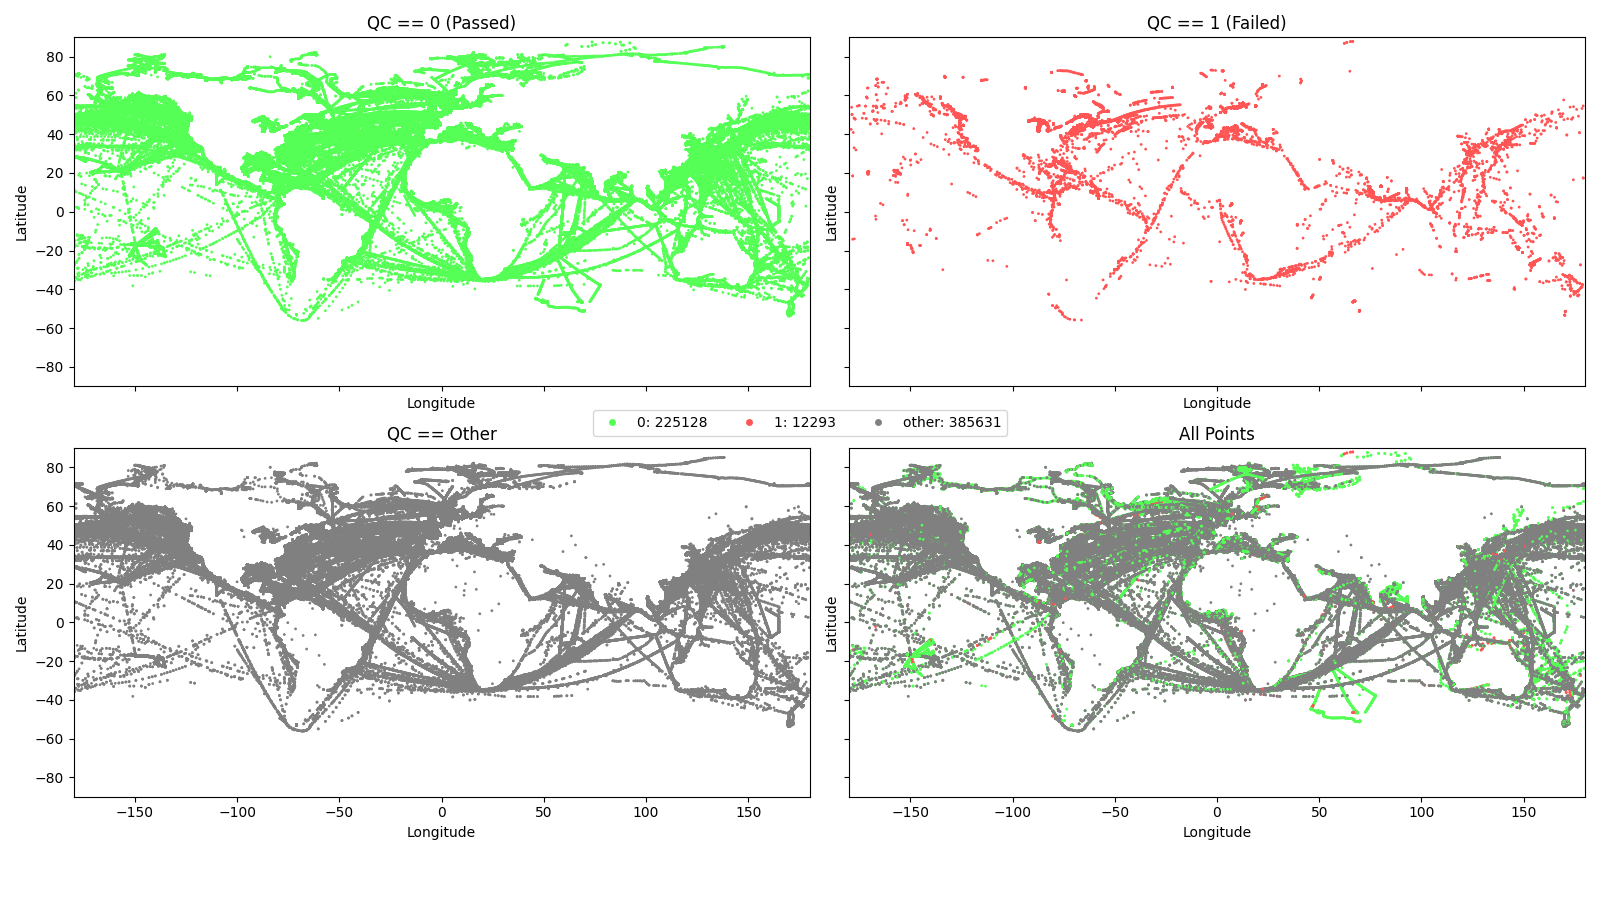 QC == 0 (Passed)
80
60
40
20
0
−20
−40
−60
−80
Latitude
Longitude
QC == 1 (Failed)
Latitude
Longitude
0: 225128
1: 12293
other: 385631
QC == Other
80
60
40
20
0
−20
−40
−60
−80
Latitude
−150
−100
−50
0
50
100
150
Longitude
All Points
Latitude
−150
−100
−50
0
50
100
150
Longitude